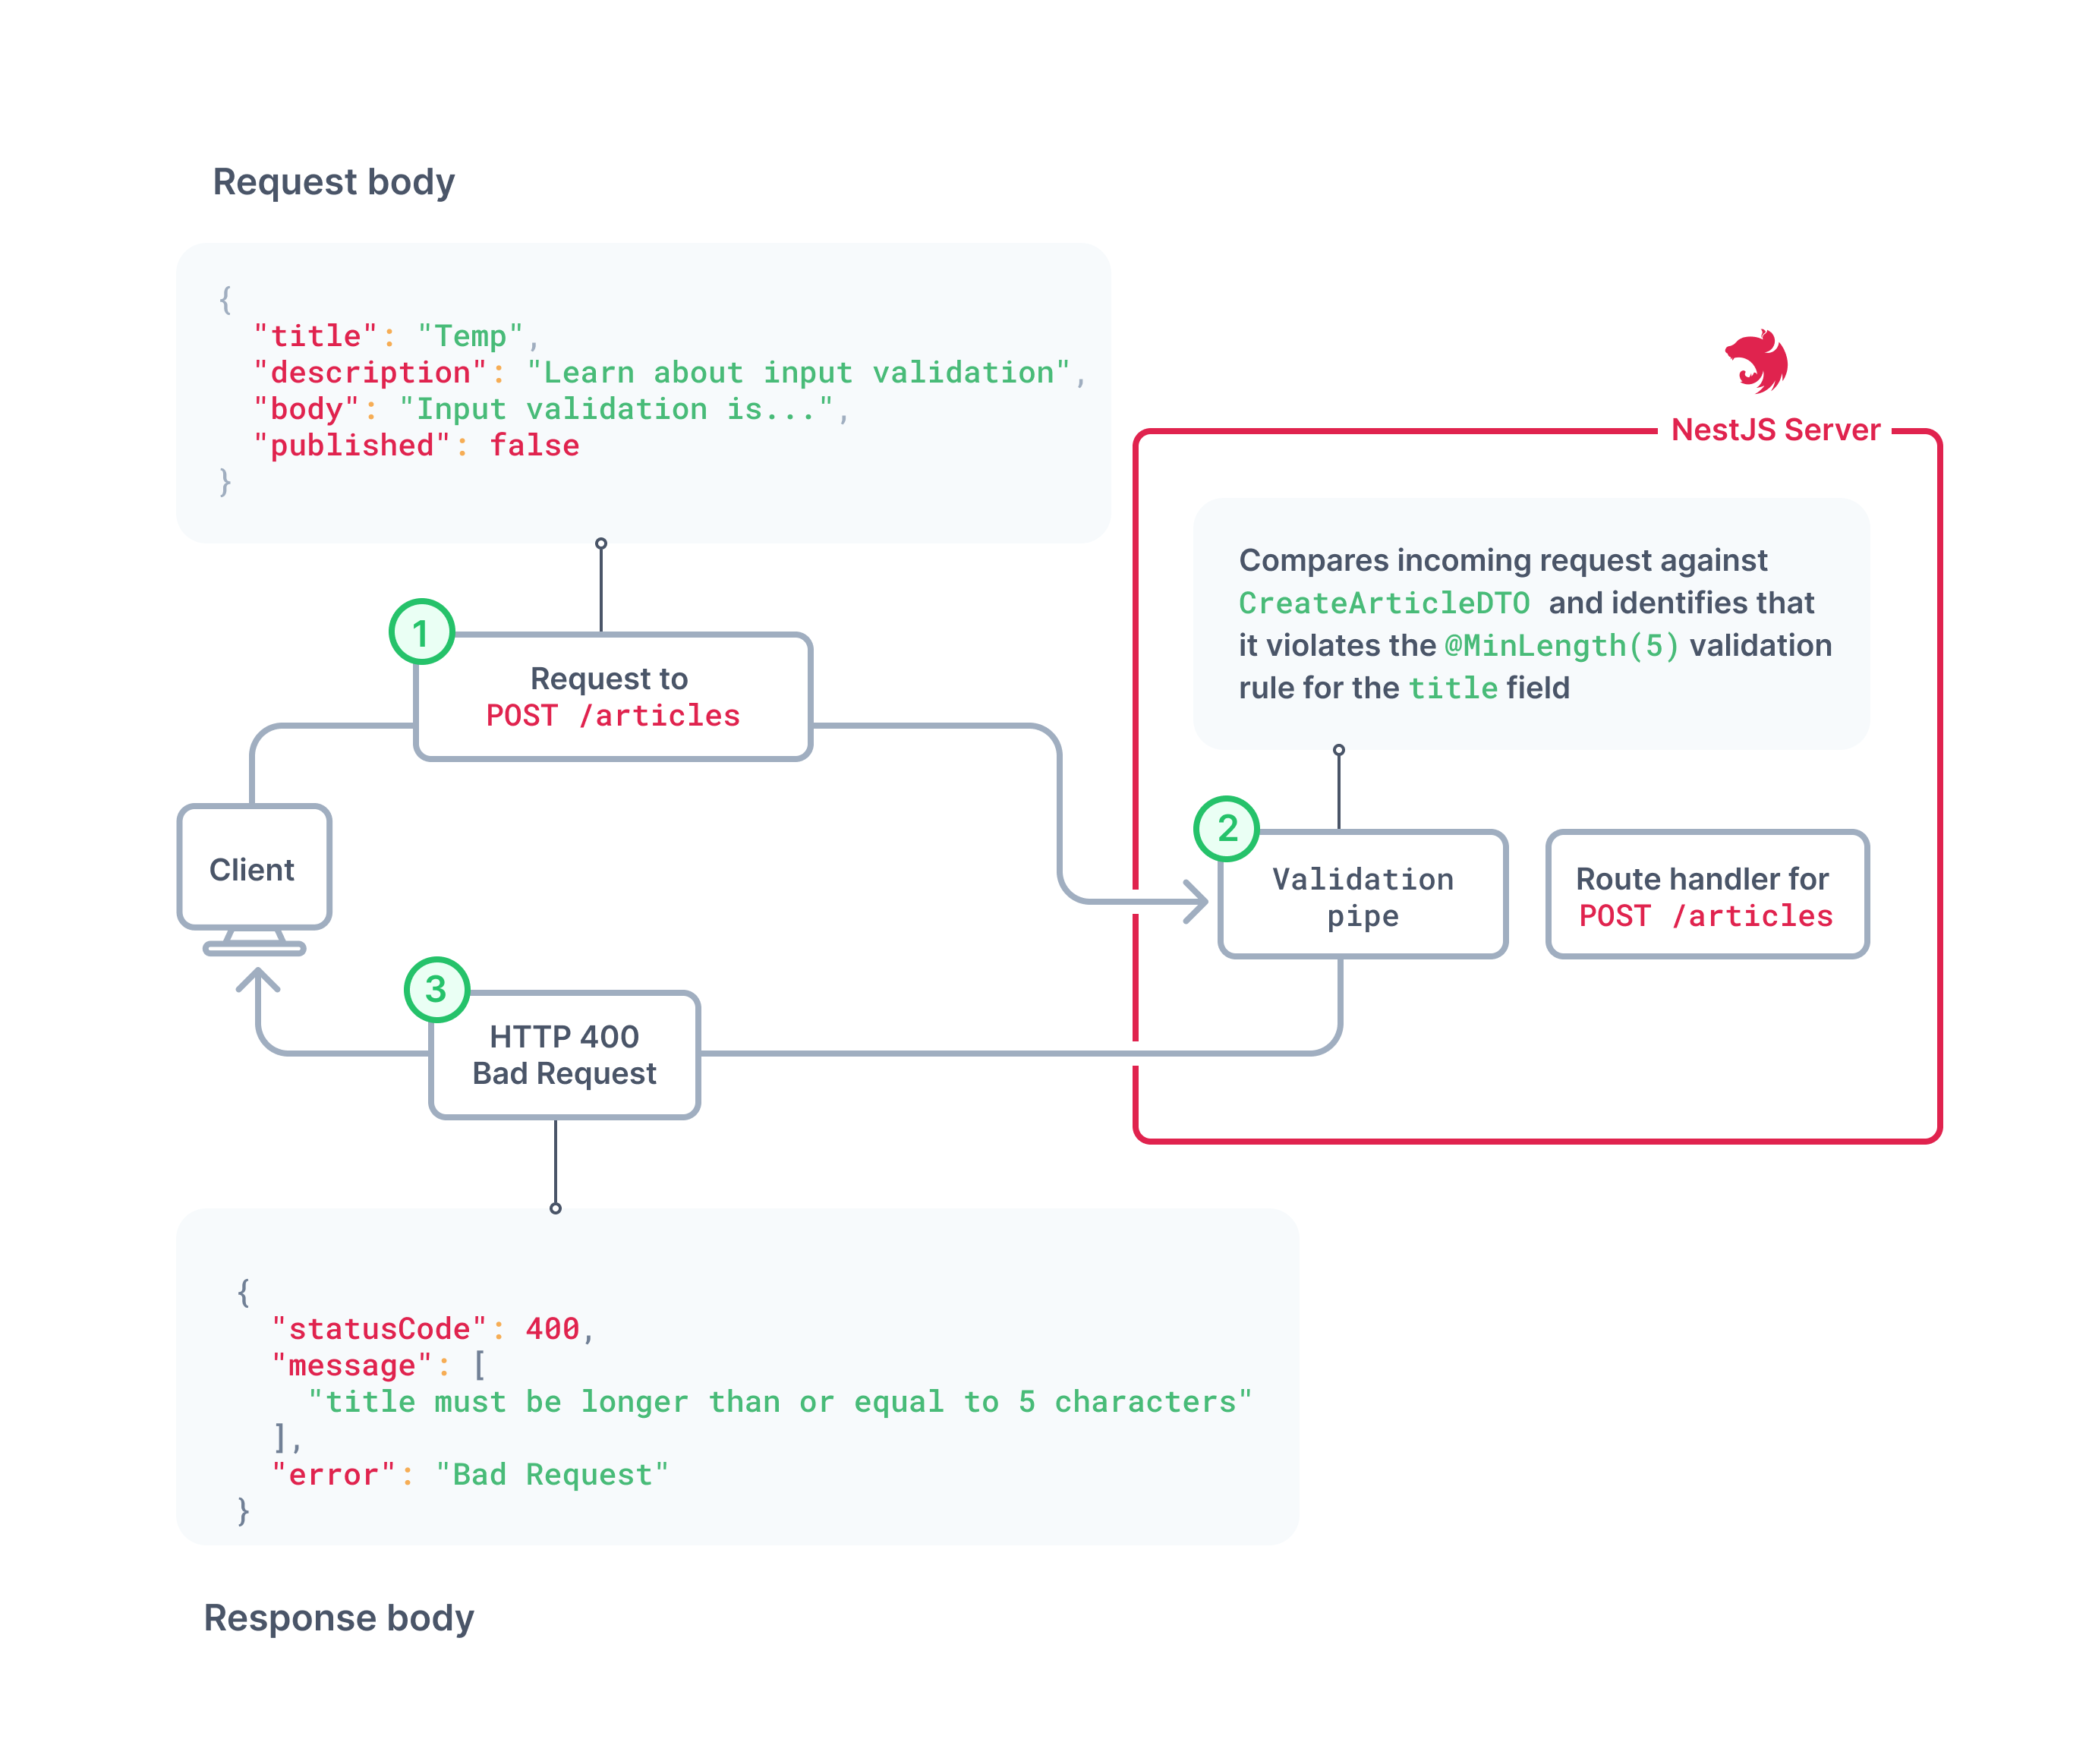 Request body
{
  "title": "Temp",
  "description": "Learn about input validation",
  "body": "Input validation is...",
  "published": false
}
NestJS Server
Compares incoming request against
CreateArticleDTO and identifies that
it violates the @MinLength(5) validation
rule for the title field
1
Request to
POST /articles
Client
2
Validation
pipe
Route handler for
POST /articles
3
HTTP 400
Bad Request
{
  "statusCode": 400,
  "message": [
    "title must be longer than or equal to 5 characters"
  ],
  "error": "Bad Request"
}
Response body